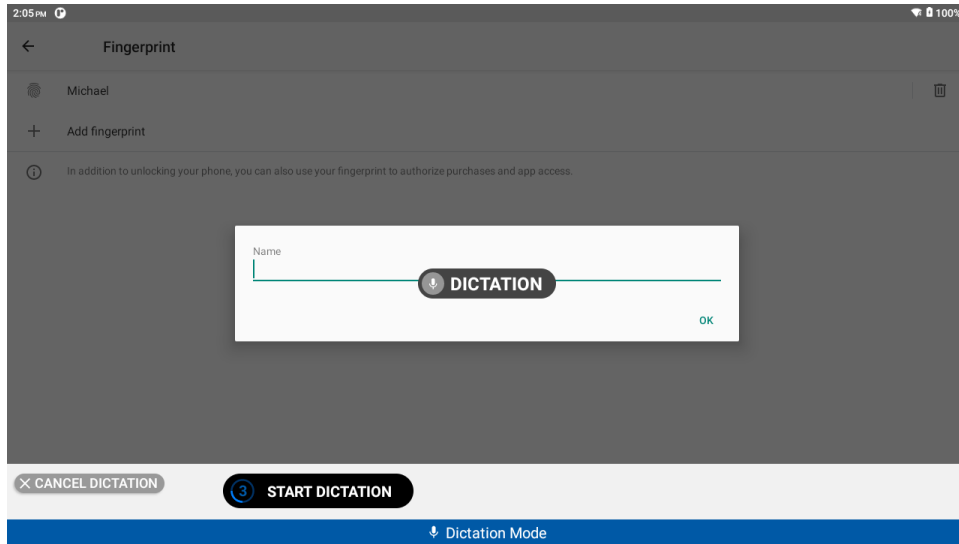 2:05 PM 100%
Fingerprint
Michael
Add fingerprint
In addition to unlocking your phone, you can also use your fingerprint to authorize purchases and app access.
Name
DICTATION
OK
CANCEL DICTATION
3 START DICTATION
Dictation Mode